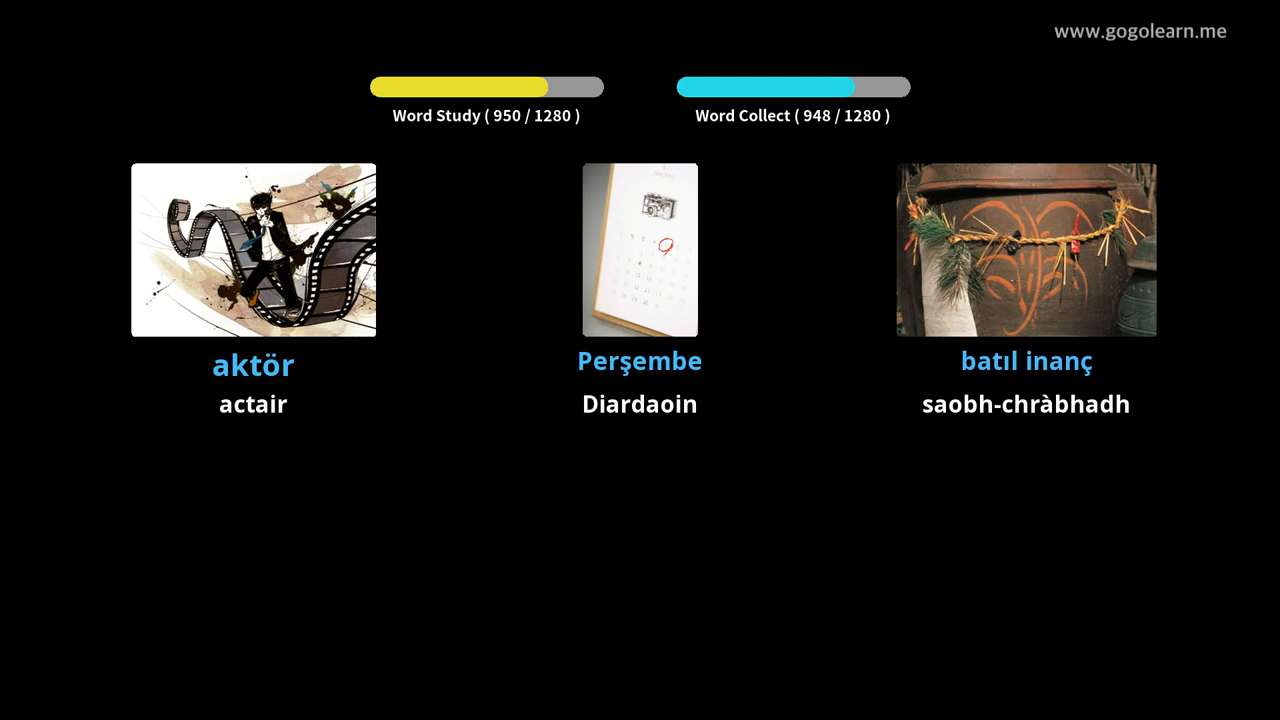 www.gogolearn.me
Word Study ( 950 / 1280 )
Word Collect ( 948 / 1280 )
aktör
Perşembe
batıl inanç
actair
Diardaoin
saobh-chràbhadh